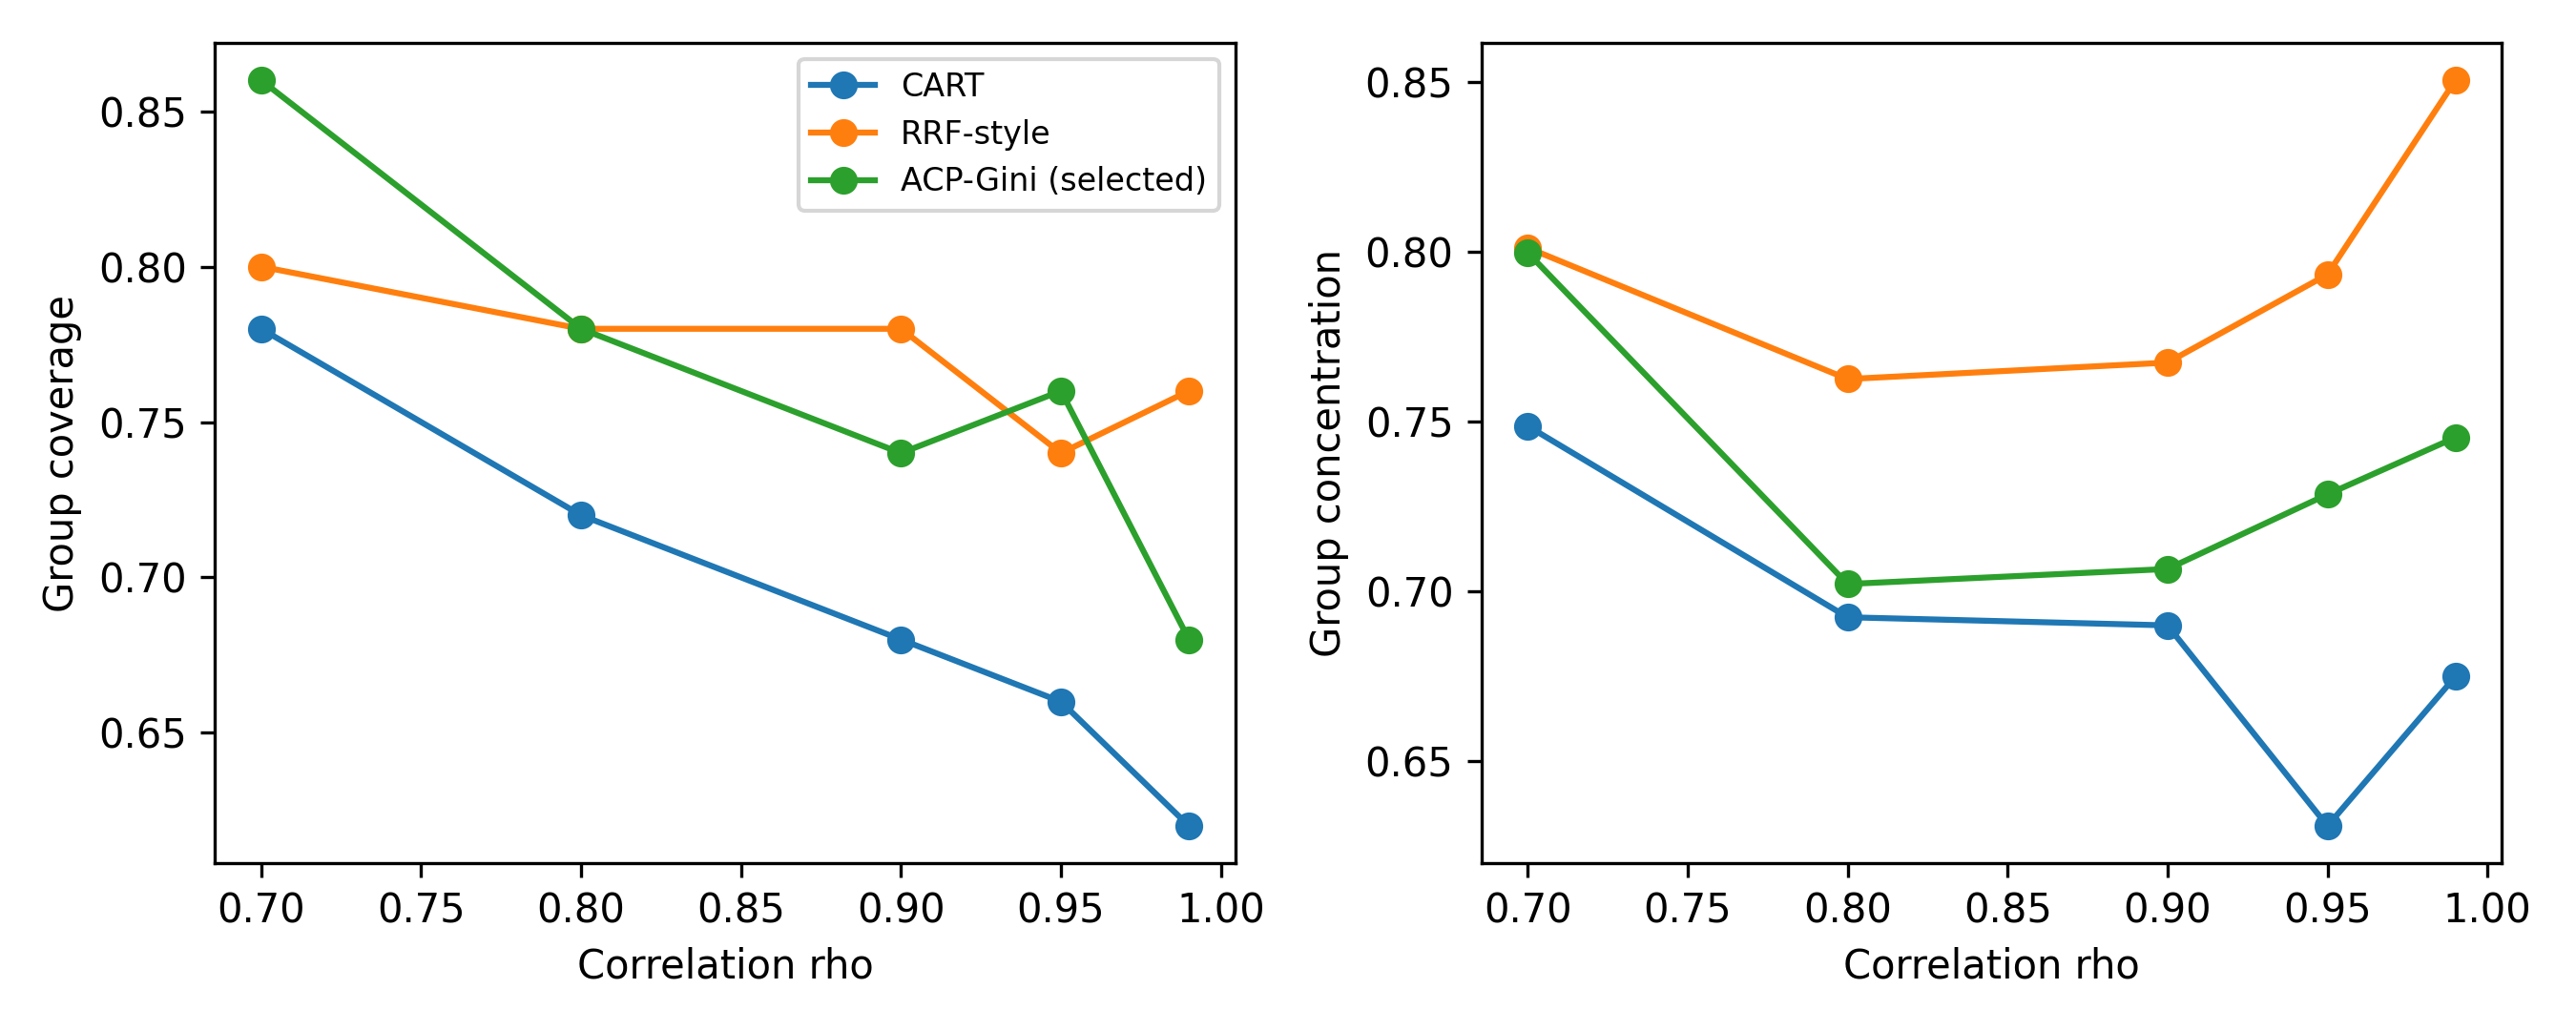 Group coverage
0.85
0.80
0.75
0.70
0.65
CART
RRF-style
ACP-Gini (selected)
0.70 0.75 0.80 0.85 0.90 0.95 1.00
Correlation rho
Group concentration
0.85
0.80
0.75
0.70
0.65
0.70 0.75 0.80 0.85 0.90 0.95 1.00
Correlation rho